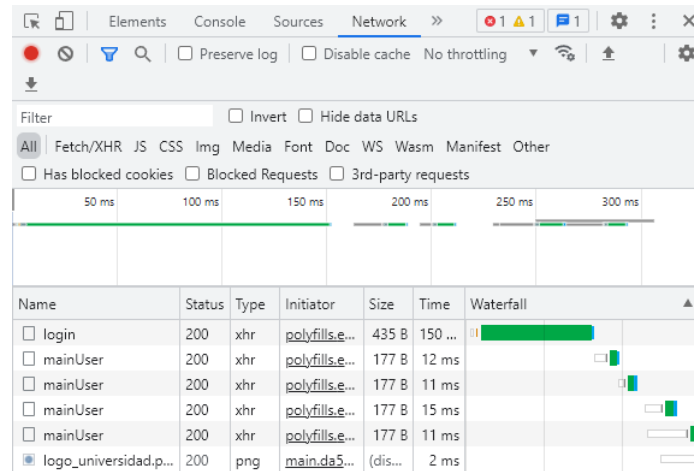 Elements Console Sources Network » 1 1 1
Preserve log Disable cache No throttling
Filter Invert Hide data URLs
All Fetch/XHR JS CSS Img Media Font Doc WS Wasm Manifest Other
Has blocked cookies Blocked Requests 3rd-party requests
50 ms 100 ms 150 ms 200 ms 250 ms 300 ms
Name Status Type Initiator Size Time Waterfall
login 200 xhr polyfills.e... 435 B 150 ...
mainUser 200 xhr polyfills.e... 177 B 12 ms
mainUser 200 xhr polyfills.e... 177 B 11 ms
mainUser 200 xhr polyfills.e... 177 B 15 ms
mainUser 200 xhr polyfills.e... 177 B 11 ms
logo_universidad.p... 200 png main.da5... (dis... 2 ms